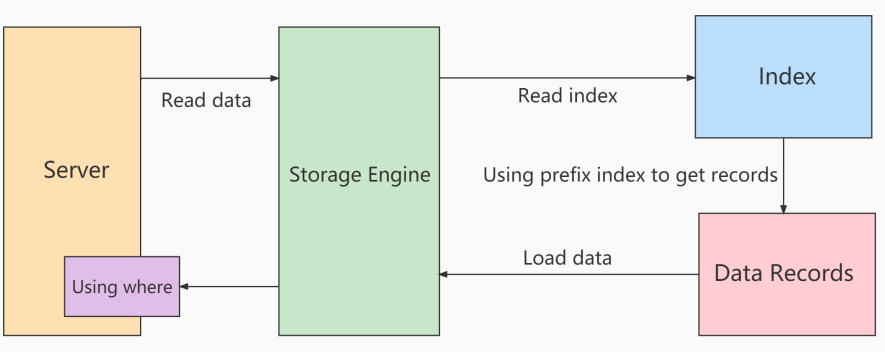 Server
Read data
Storage Engine
Read index
Index
Using prefix index to get records
Data Records
Load data
Using where